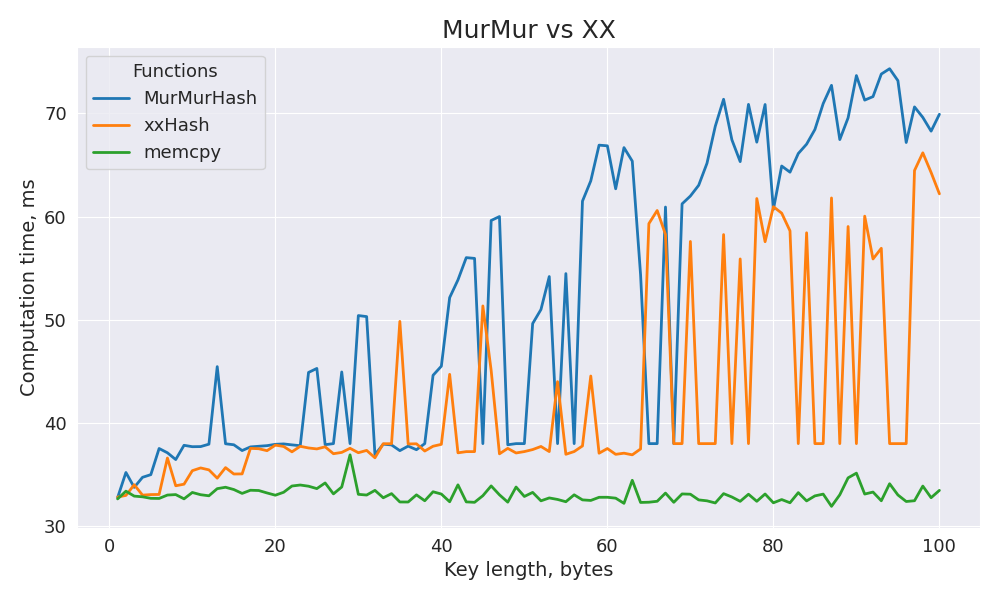 MurMur vs XX
Functions
MurMurHash
xxHash
memcpy
Computation time, ms
70
60
50
40
30
0 20 40 60 80 100
Key length, bytes